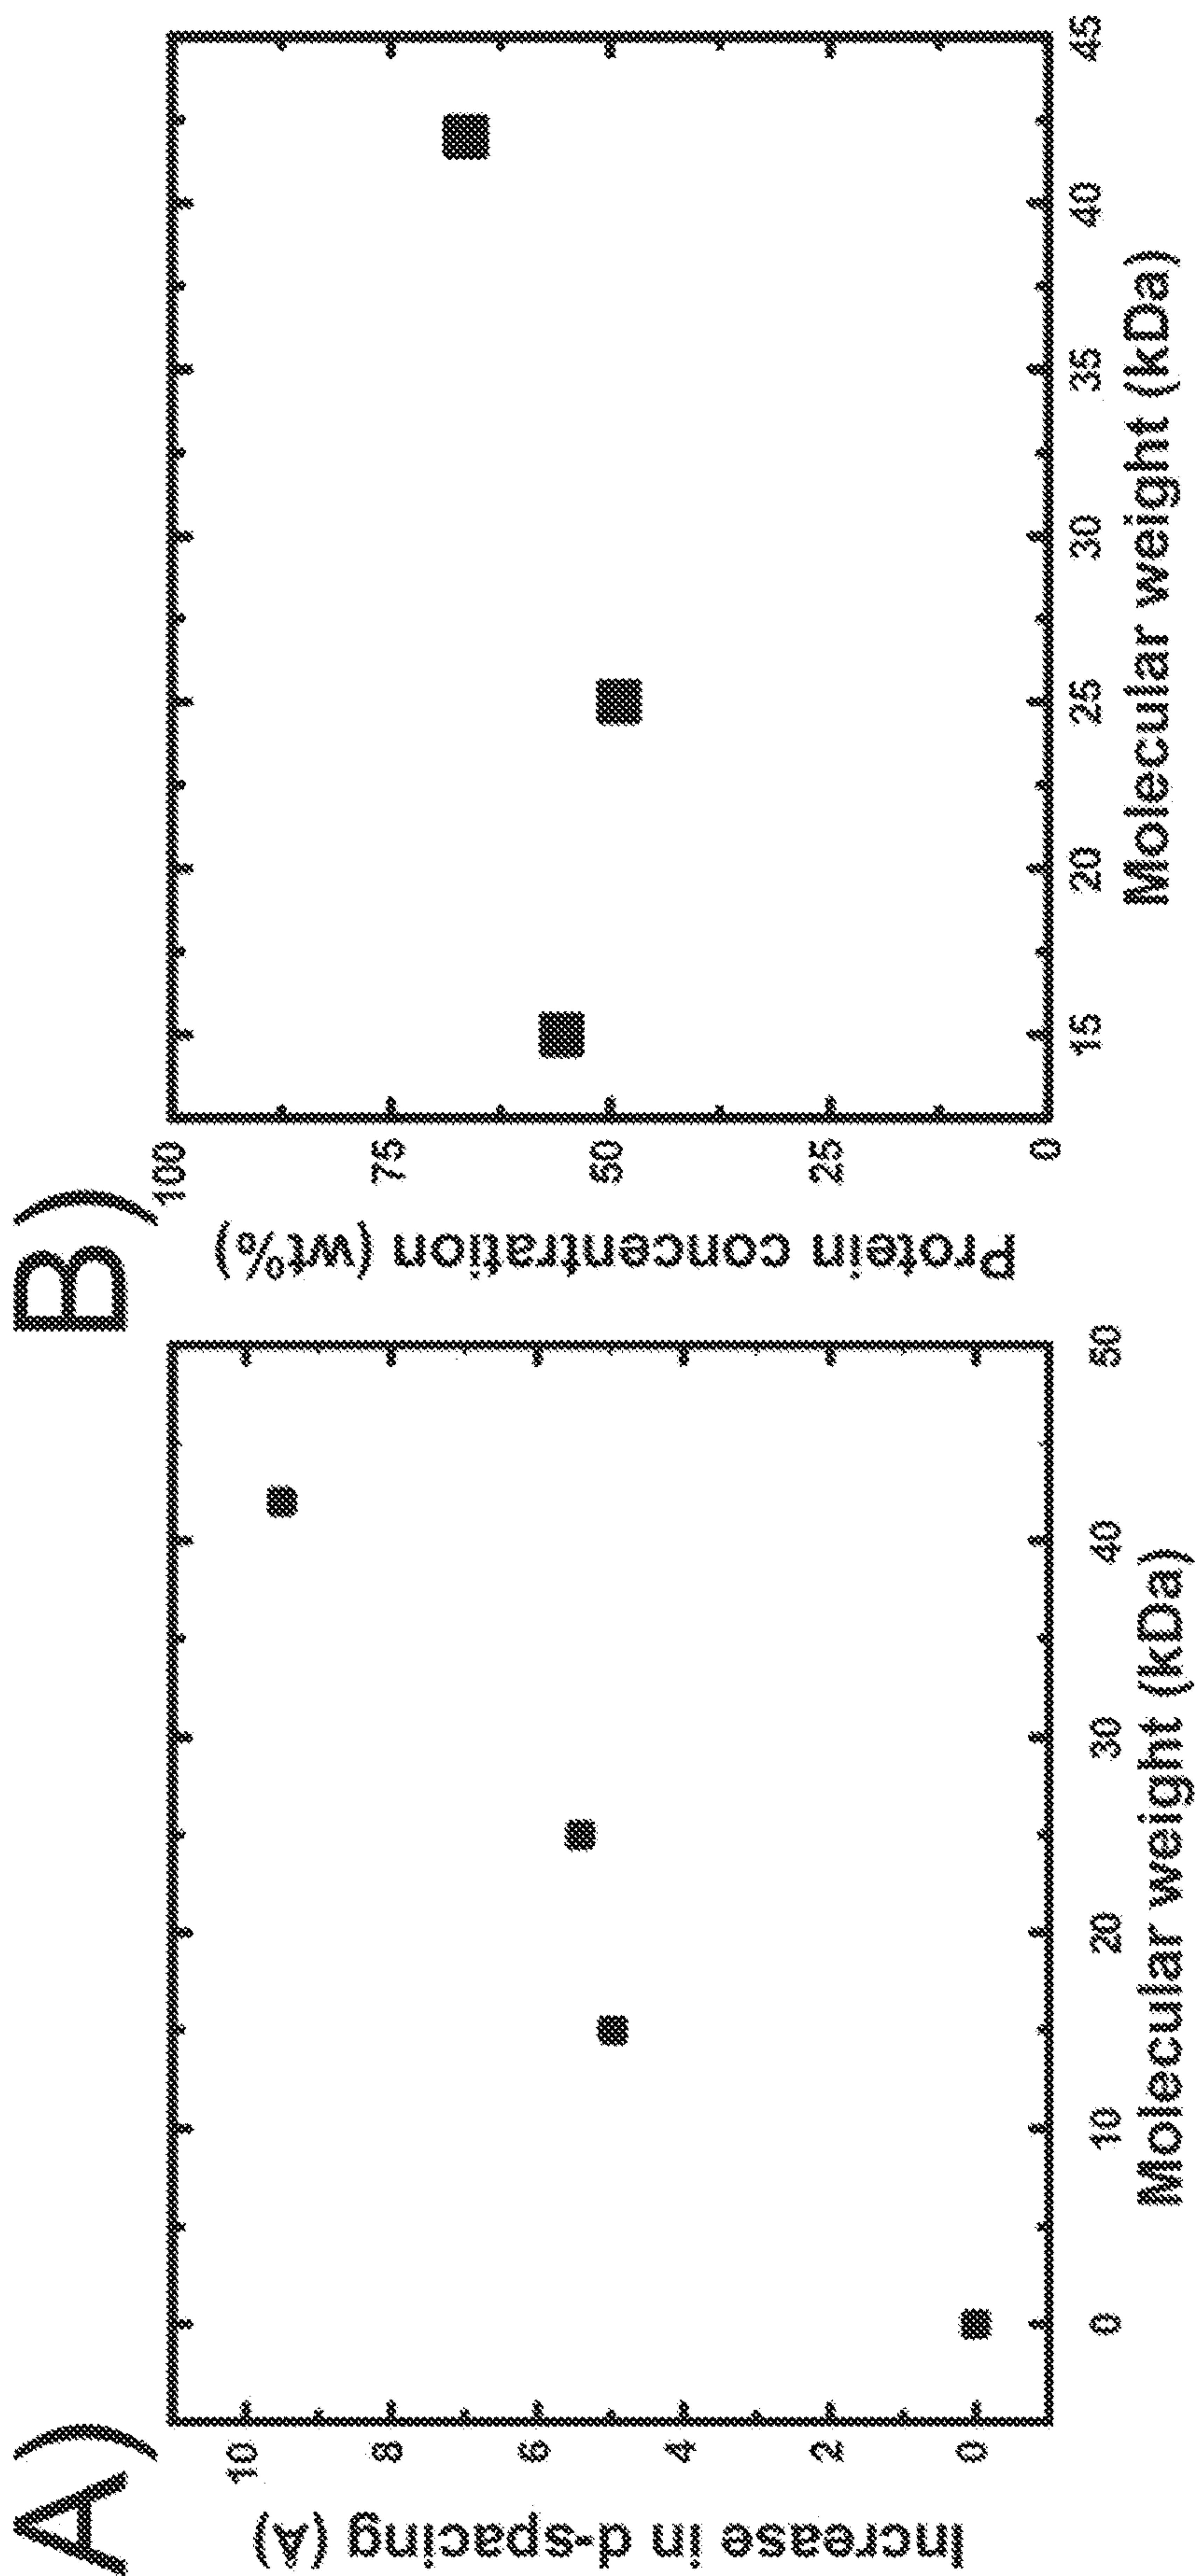 A)
Increase in d-spacing (A)
10
8
6
4
2
0
0 10 20 30 40 50
Molecular weight (kDa)
B)
Protein concentration (wt%)
100
75
50
25
0
15 20 25 30 35 40 45
Molecular weight (kDa)